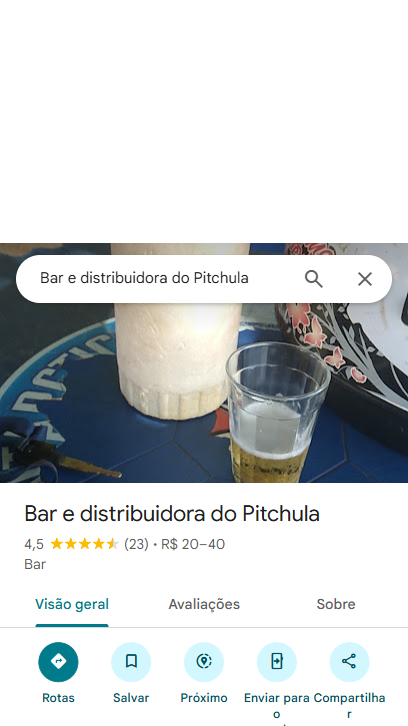 Bar e distribuidora do Pitchula
ARCTIC
Bar e distribuidora do Pitchula
4,5 (23) • R$ 20–40
Bar
Visão geral Avaliações Sobre
Rotas Salvar Próximo Enviar para o Compartilhar